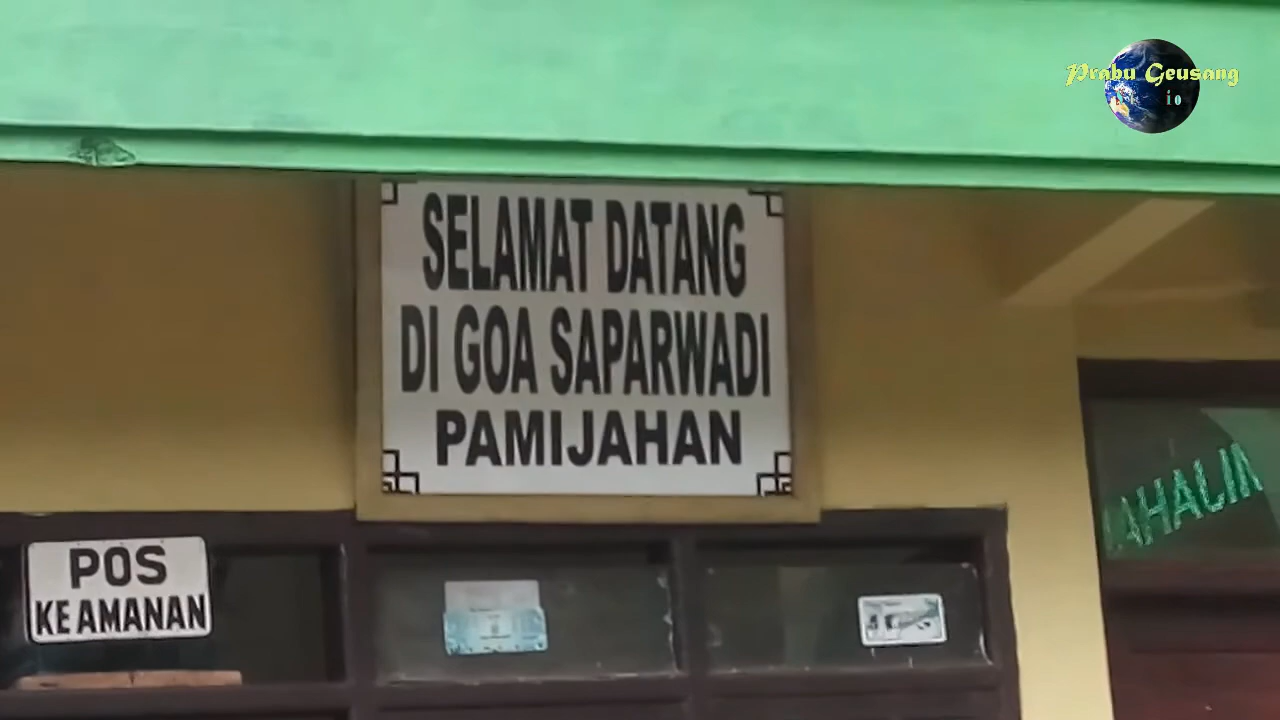 Prabu Geusang
SELAMAT DATANG
DI GOA SAPARWADI
PAMIJAHAN
POS
KEAMANAN